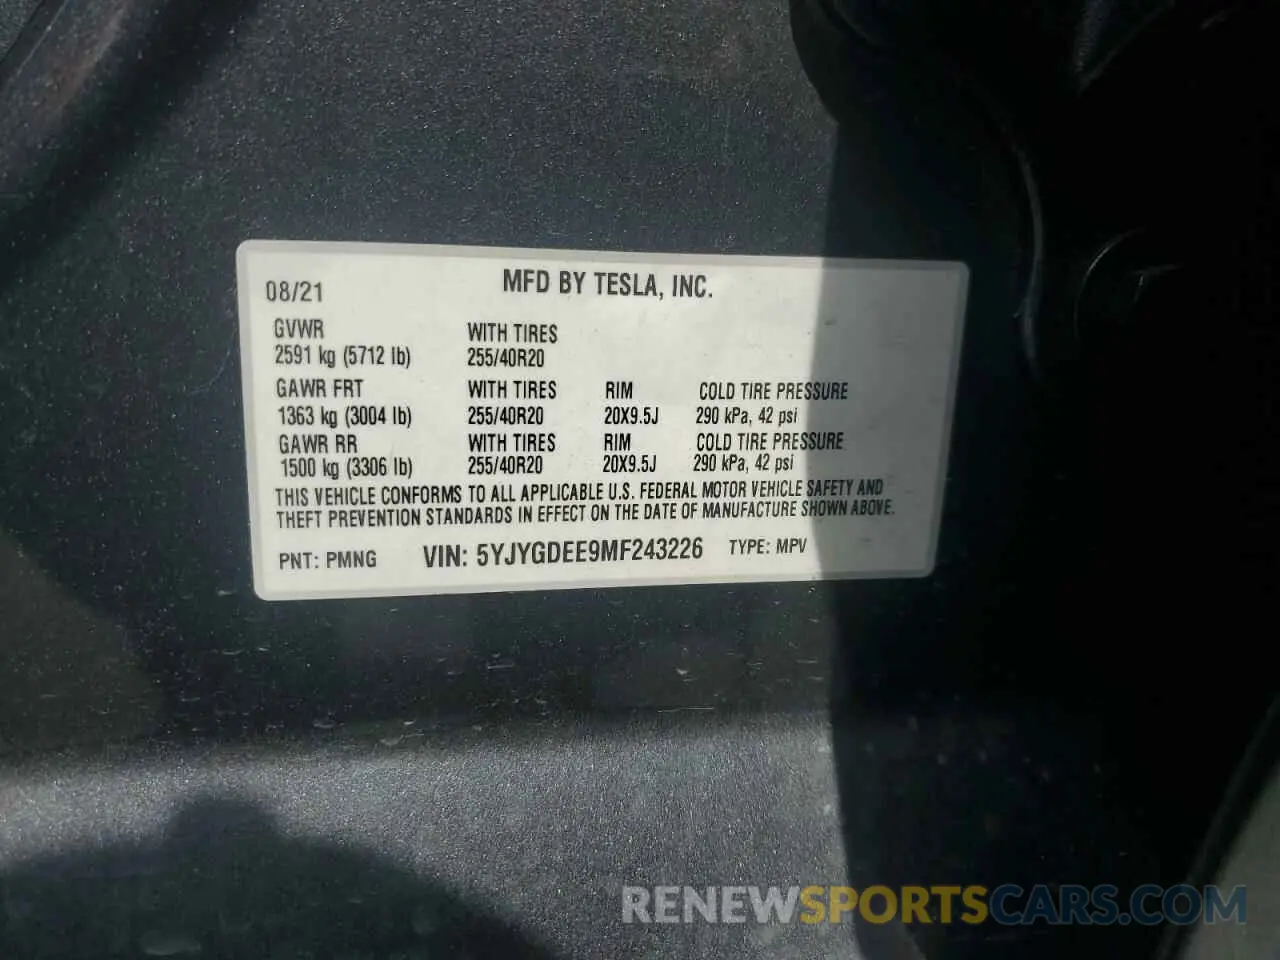 MFD BY TESLA, INC.
08/21
GVWR WITH TIRES
2591 kg (5712 lb) 255/40R20
GAWR FRT WITH TIRES RIM COLD TIRE PRESSURE
1363 kg (3004 lb) 255/40R20 20X9.5J 290 kPa, 42 psi
GAWR RR WITH TIRES RIM COLD TIRE PRESSURE
1500 kg (3306 lb) 255/40R20 20X9.5J 290 kPa, 42 psi
THIS VEHICLE CONFORMS TO ALL APPLICABLE U.S. FEDERAL MOTOR VEHICLE SAFETY AND
THEFT PREVENTION STANDARDS IN EFFECT ON THE DATE OF MANUFACTURE SHOWN ABOVE.
PNT: PMNG VIN: 5YJYGDEE9MF243226 TYPE: MPV
RENEWSPORTSCARS.COM